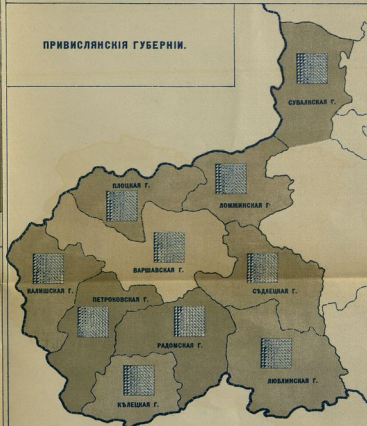 ПРИВИСЛЯНСКІЯ ГУБЕРНІИ.
СУВАЛКСКАЯ Г.
ПЛОЦКАЯ Г.
ЛОМЖИНСКАЯ Г.
ВАРШАВСКАЯ Г.
КАЛИШСКАЯ Г.
СѢДЛЕЦКАЯ Г.
ПЕТРОКОВСКАЯ Г.
РАДОМСКАЯ Г.
КѢЛЕЦКАЯ Г.
ЛЮБЛИНСКАЯ Г.